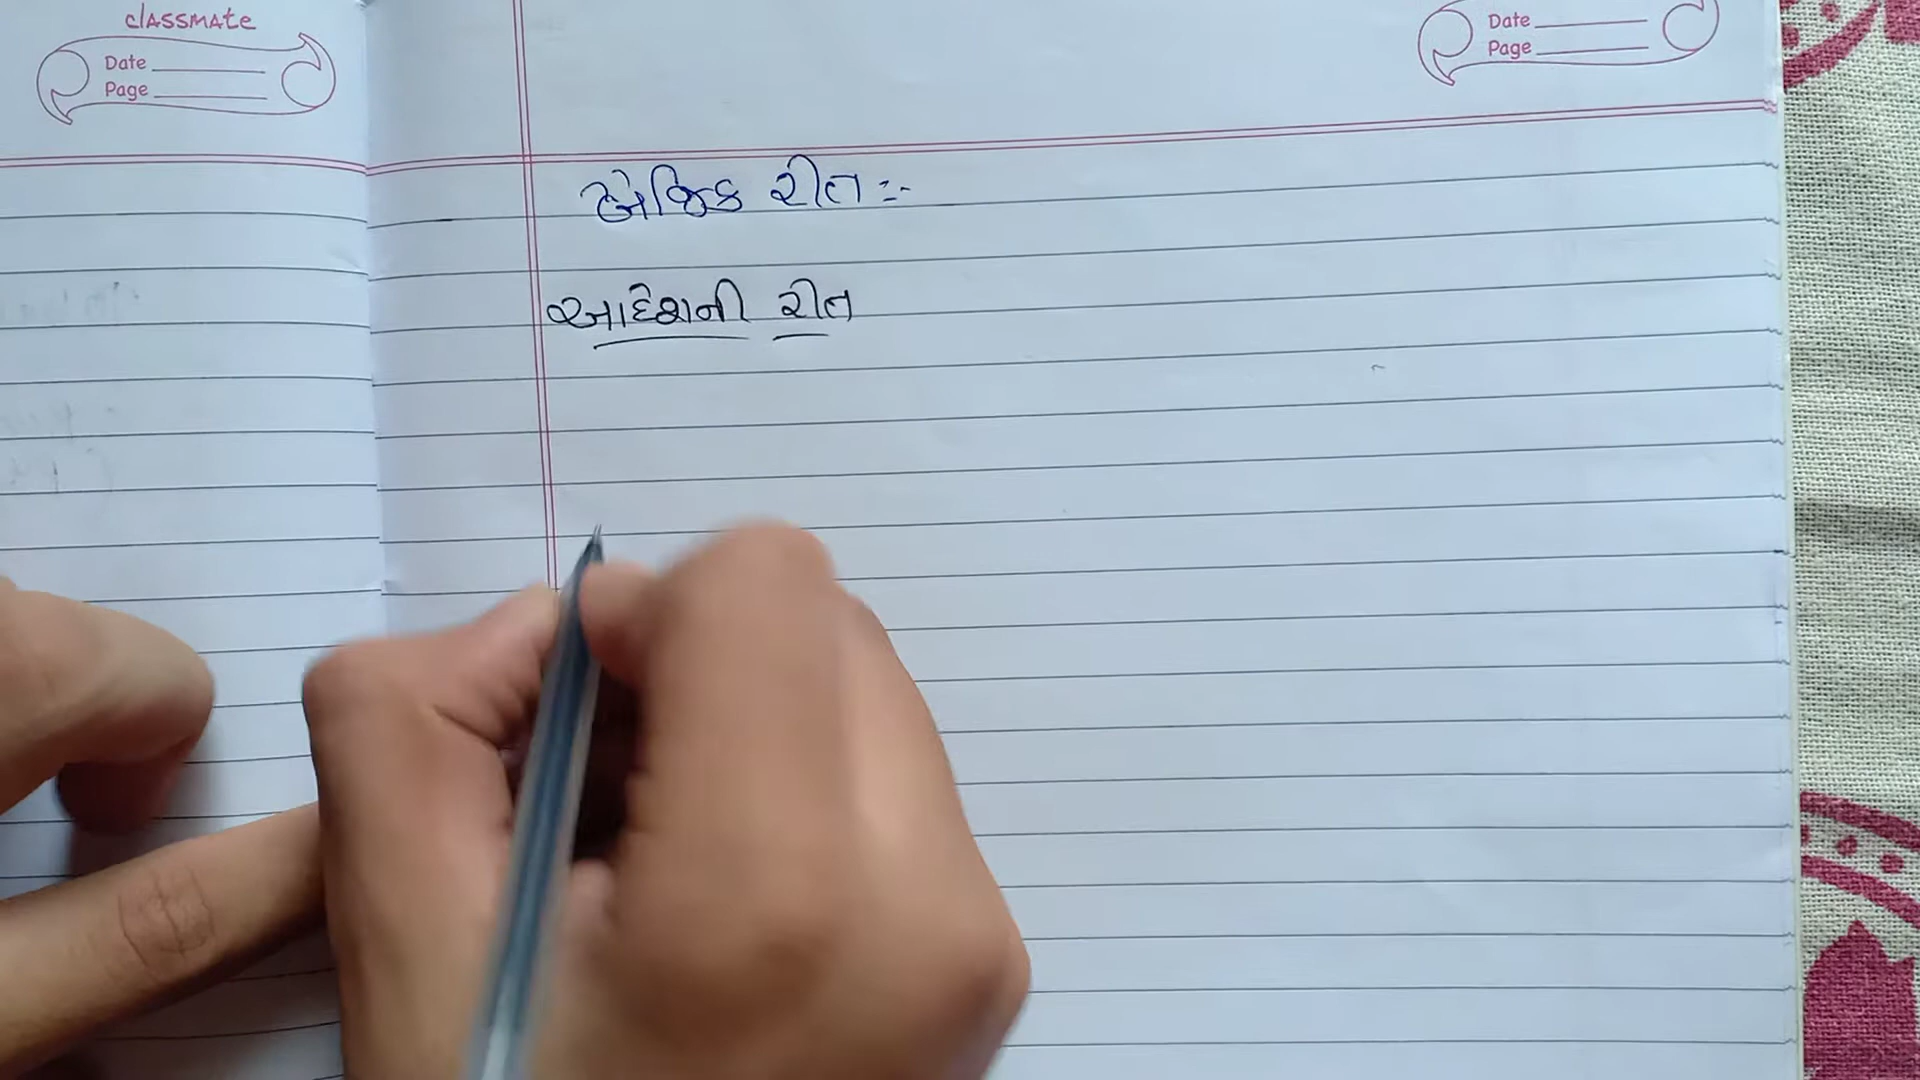 classmate
Date
Page
Date
Page
બૈજિક રીત :-
આદેશની રીત